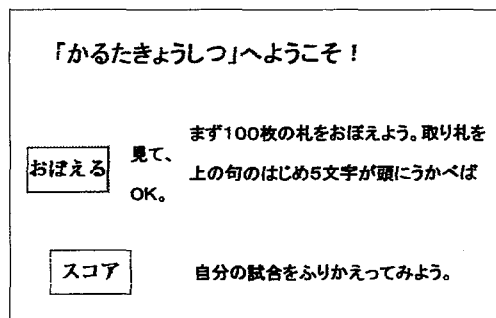 「かるたきょうしつ」へようこそ！
まず100枚の札をおぼえよう。取り札を
おぼえる
見て、
上の句のはじめ5文字が頭にうかべば
OK。
スコア
自分の試合をふりかえってみよう。